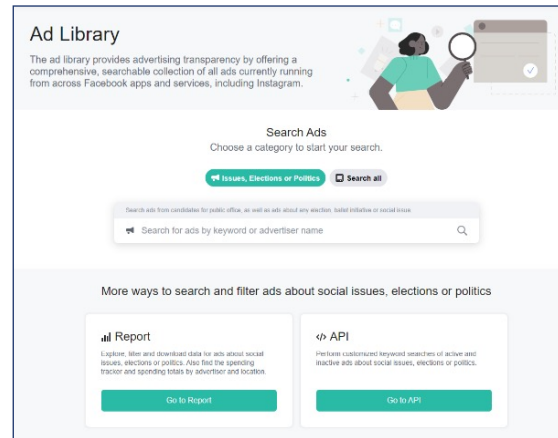 Ad Library
The ad library provides advertising transparency by offering a
comprehensive, searchable collection of all ads currently running
from across Facebook apps and services, including Instagram.
Search Ads
Choose a category to start your search.
Issues, Elections or Politics
Search all
Search ads from candidates for public office, as well as ads about any election, ballot initiative or social issue.
Search for ads by keyword or advertiser name
More ways to search and filter ads about social issues, elections or politics
Report
Explore, filter and download data for ads about social
issues, elections or politics. Also find the spending
tracker and spending totals by advertiser and location.
Go to Report
</> API
Perform customized keyword searches of active and
inactive ads about social issues, elections or politics.
Go to API